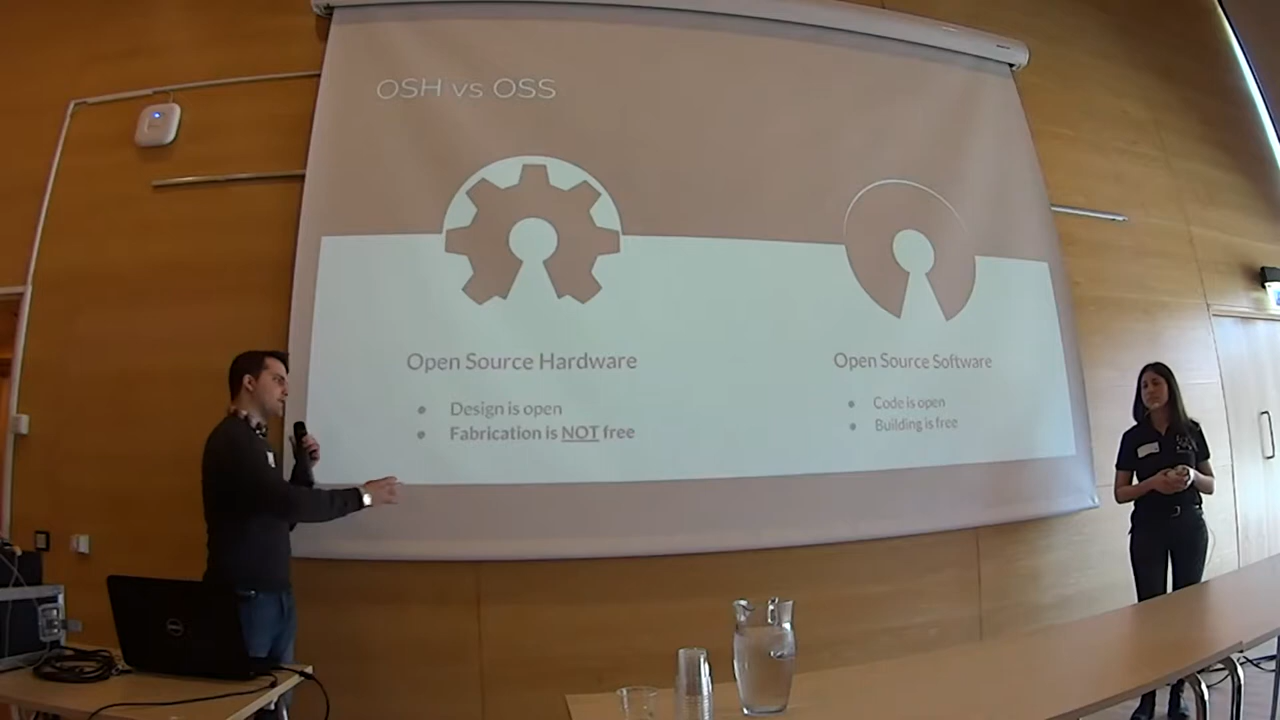 OSH vs OSS
Open Source Hardware
Design is open
Fabrication is NOT free
Open Source Software
Code is open
Building is free
DELL